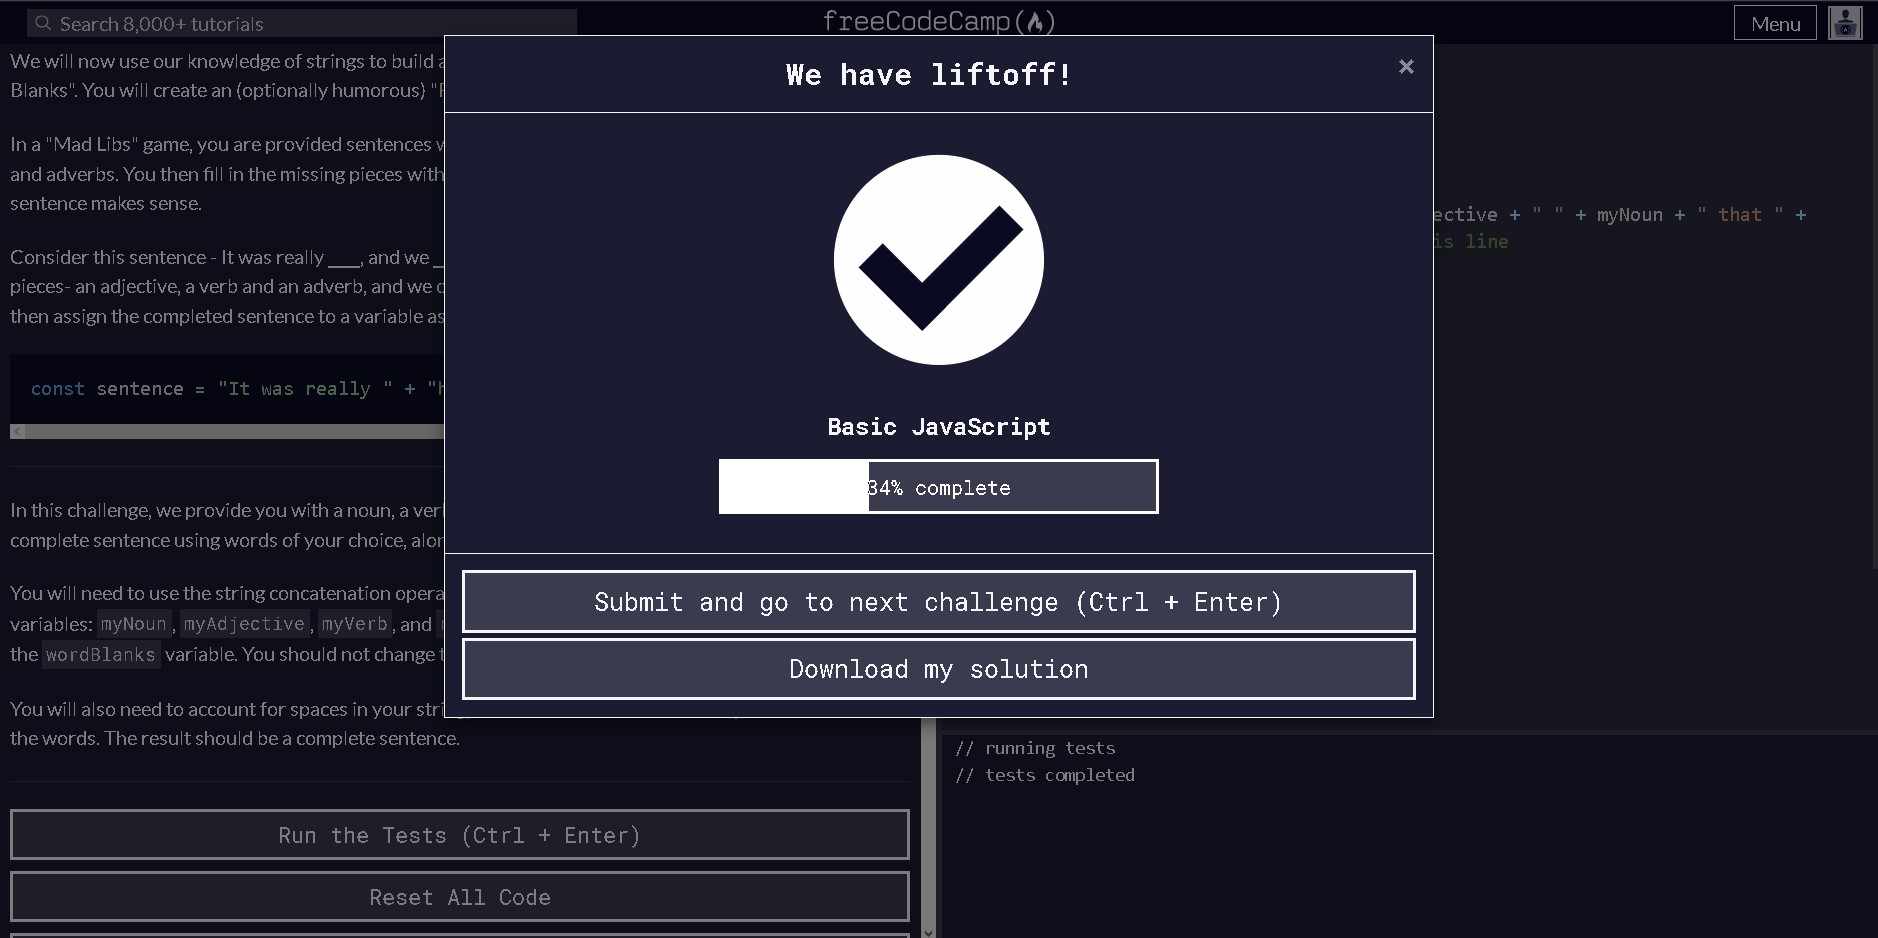 Search 8,000+ tutorials
freeCodeCamp
Menu
We will now use our knowledge of strings to build a
Blanks". You will create an (optionally humorous) "
In a "Mad Libs" game, you are provided sentences
and adverbs. You then fill in the missing pieces with
sentence makes sense.
Consider this sentence - It was really ____, and we _
pieces- an adjective, a verb and an adverb, and we
then assign the completed sentence to a variable as
const sentence = "It was really " + "h
In this challenge, we provide you with a noun, a
complete sentence using words of your choice,
You will need to use the string concatenation
variables: myNoun, myAdjective, myVerb, and
the wordBlanks variable. You should not change
You will also need to account for spaces in your
the words. The result should be a complete sentence.
Run the Tests (Ctrl + Enter)
Reset All Code
We have liftoff!
×
Basic JavaScript
34% complete
Submit and go to next challenge (Ctrl + Enter)
Download my solution
ective + " " + myNoun + " that " +
is line
// running tests
// tests completed